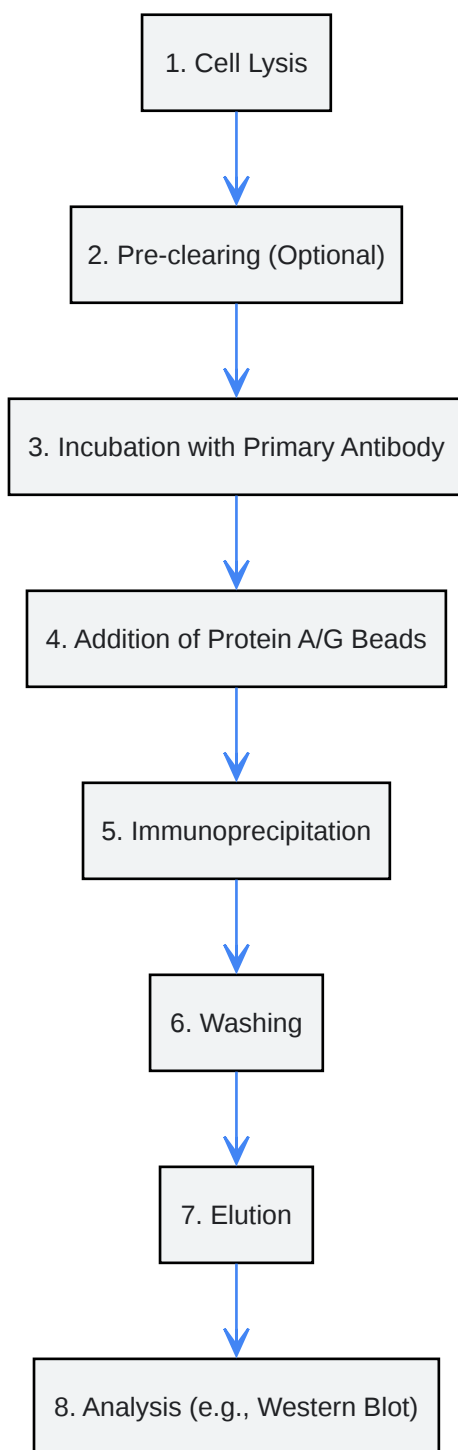 1. Cell Lysis
2. Pre-clearing (Optional)
3. Incubation with Primary Antibody
4. Addition of Protein A/G Beads
5. Immunoprecipitation
6. Washing
7. Elution
8. Analysis (e.g., Western Blot)